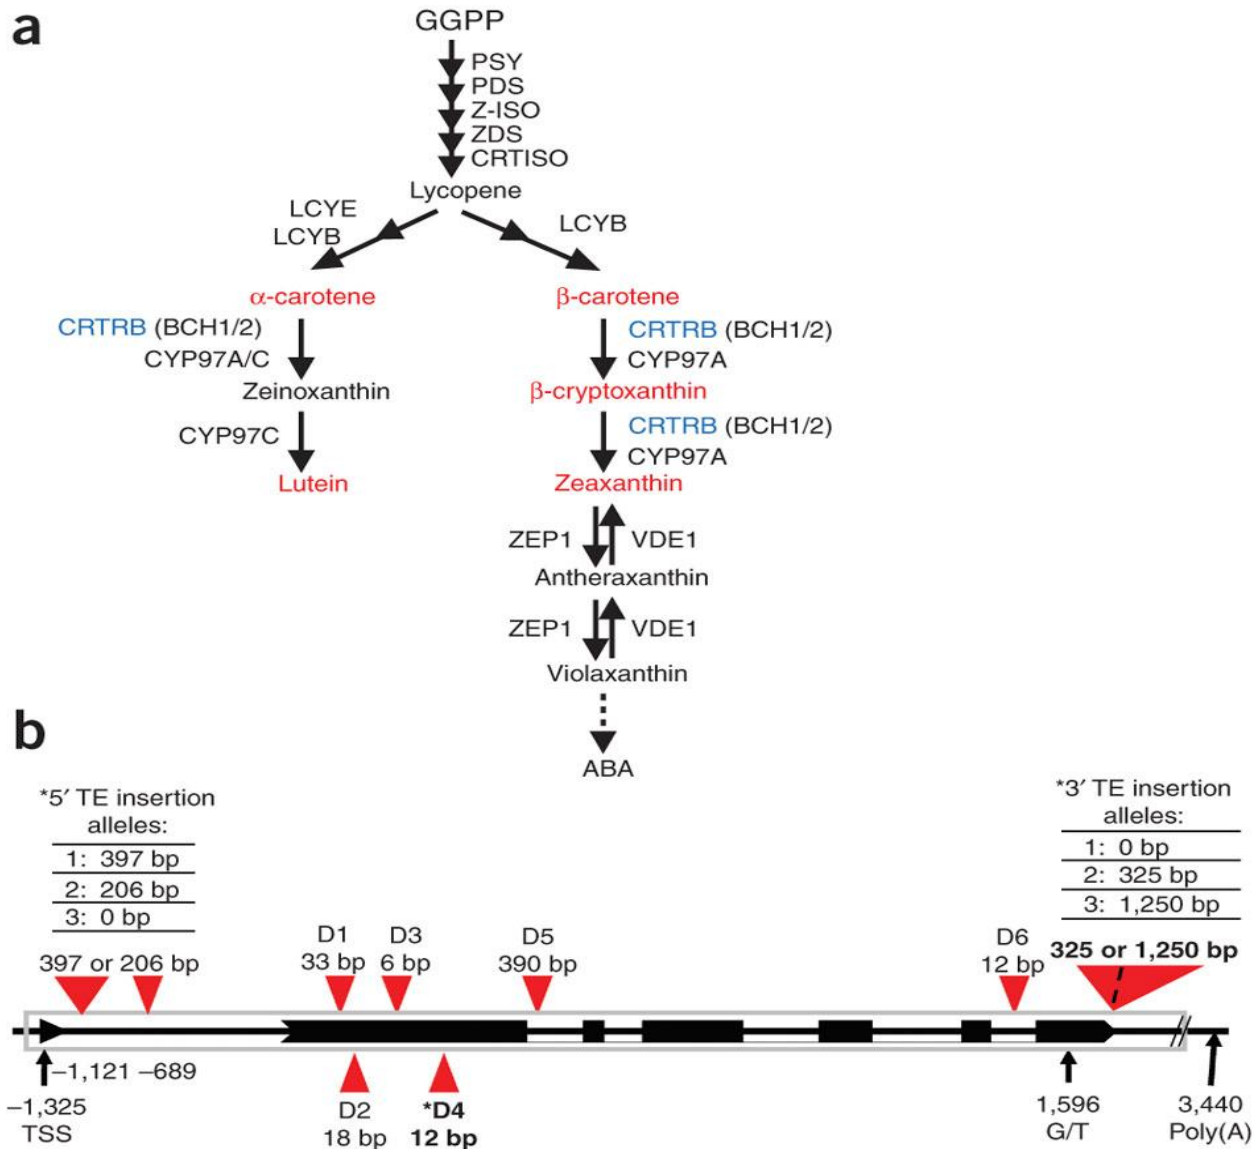 a
GGPP
PSY
PDS
Z-ISO
ZDS
CRTISO
Lycopene
LCYE
LCYB
LCYB
α-carotene
β-carotene
CRTRB (BCH1/2)
CYP97A/C
CRTRB (BCH1/2)
CYP97A
Zeinoxanthin
β-cryptoxanthin
CYP97C
CRTRB (BCH1/2)
CYP97A
Lutein
Zeaxanthin
ZEP1
VDE1
Antheraxanthin
ZEP1
VDE1
Violaxanthin
ABA
b
*5′ TE insertion
alleles:
1: 397 bp
2: 206 bp
3: 0 bp
397 or 206 bp
D1
33 bp
D3
6 bp
D5
390 bp
D6
12 bp
*3′ TE insertion
alleles:
1: 0 bp
2: 325 bp
3: 1,250 bp
325 or 1,250 bp
−1,121 −689
−1,325
TSS
D2
18 bp
*D4
12 bp
1,596
G/T
3,440
Poly(A)